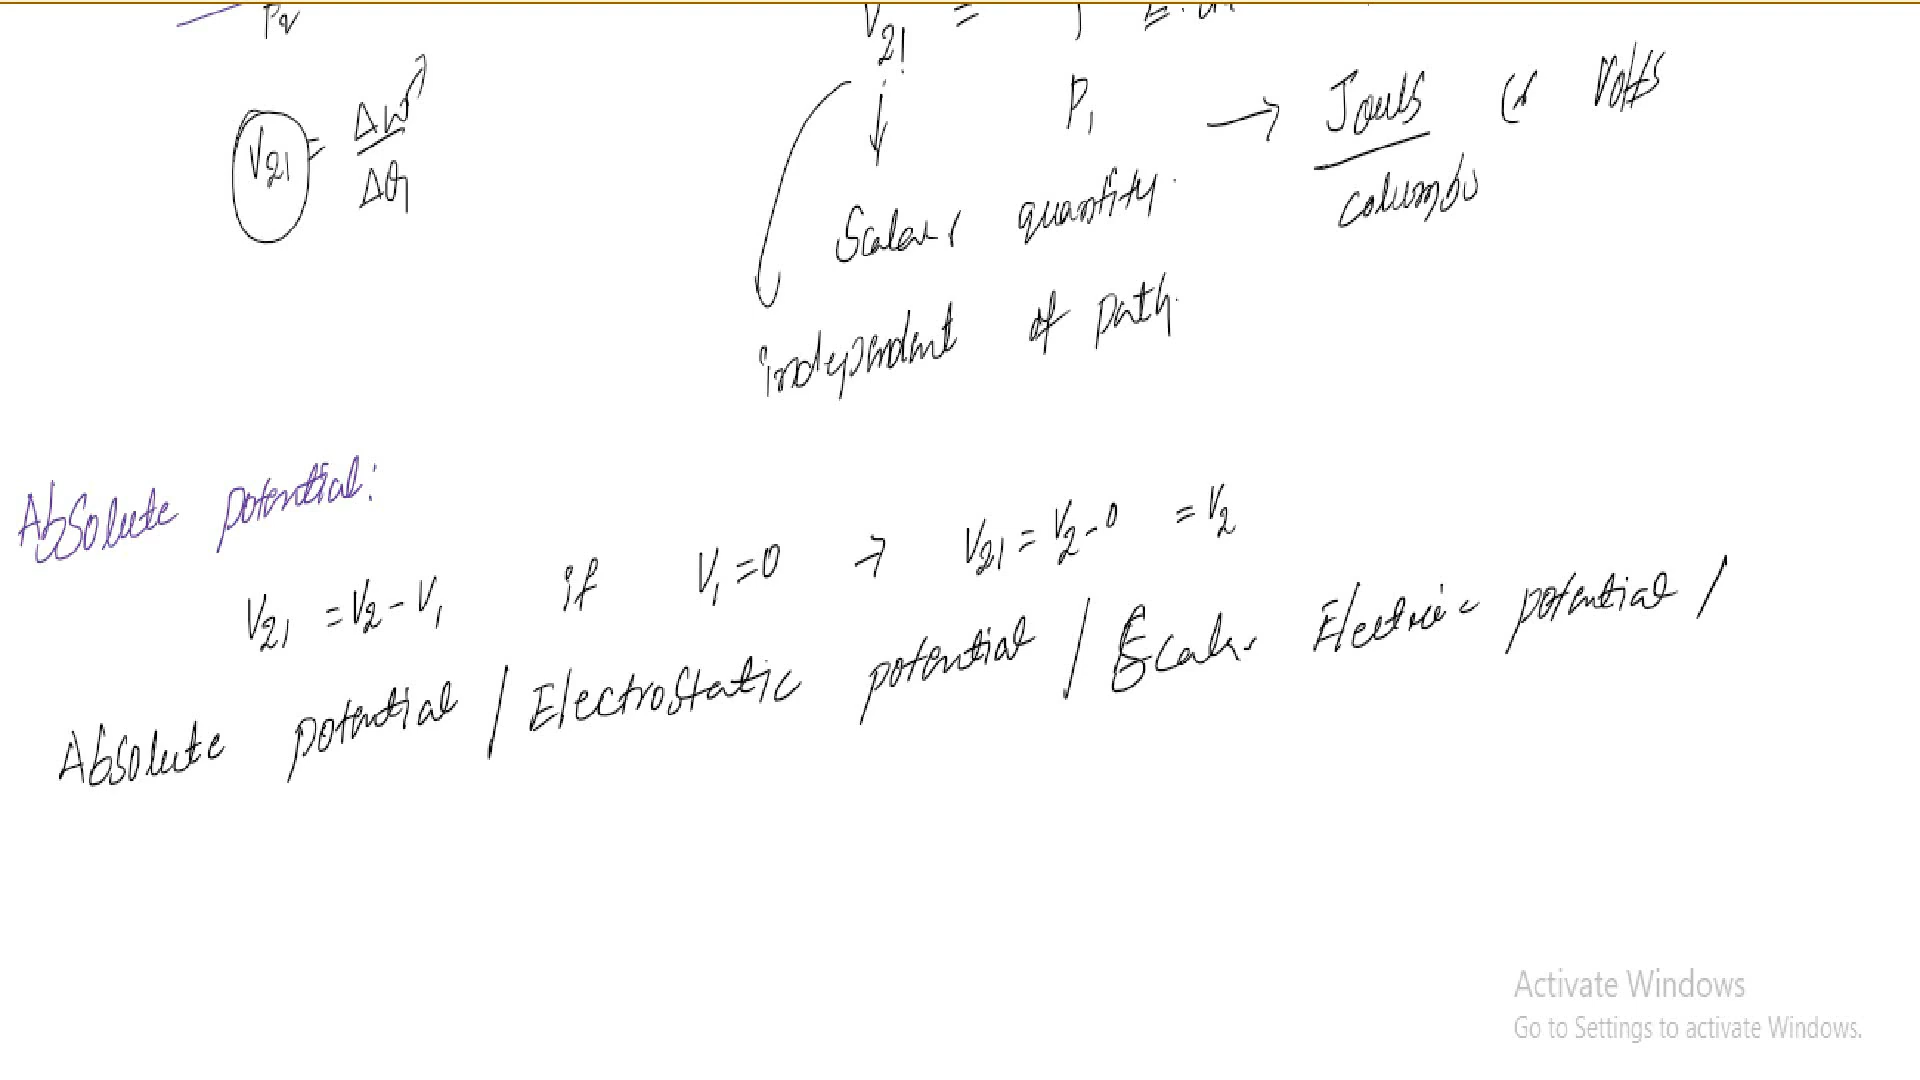 P2
V21 =
V21 = ΔW / ΔQ
P1
→ Jouls / columbs or Volts
Scalar quantity.
independent of path.
Absolute potential:
V21 = V2 - V1 if V1 = 0 → V21 = V2 - 0 = V2
Absolute potential / Electrostatic potential / Scalar Electric potential /
Activate Windows
Go to Settings to activate Windows.